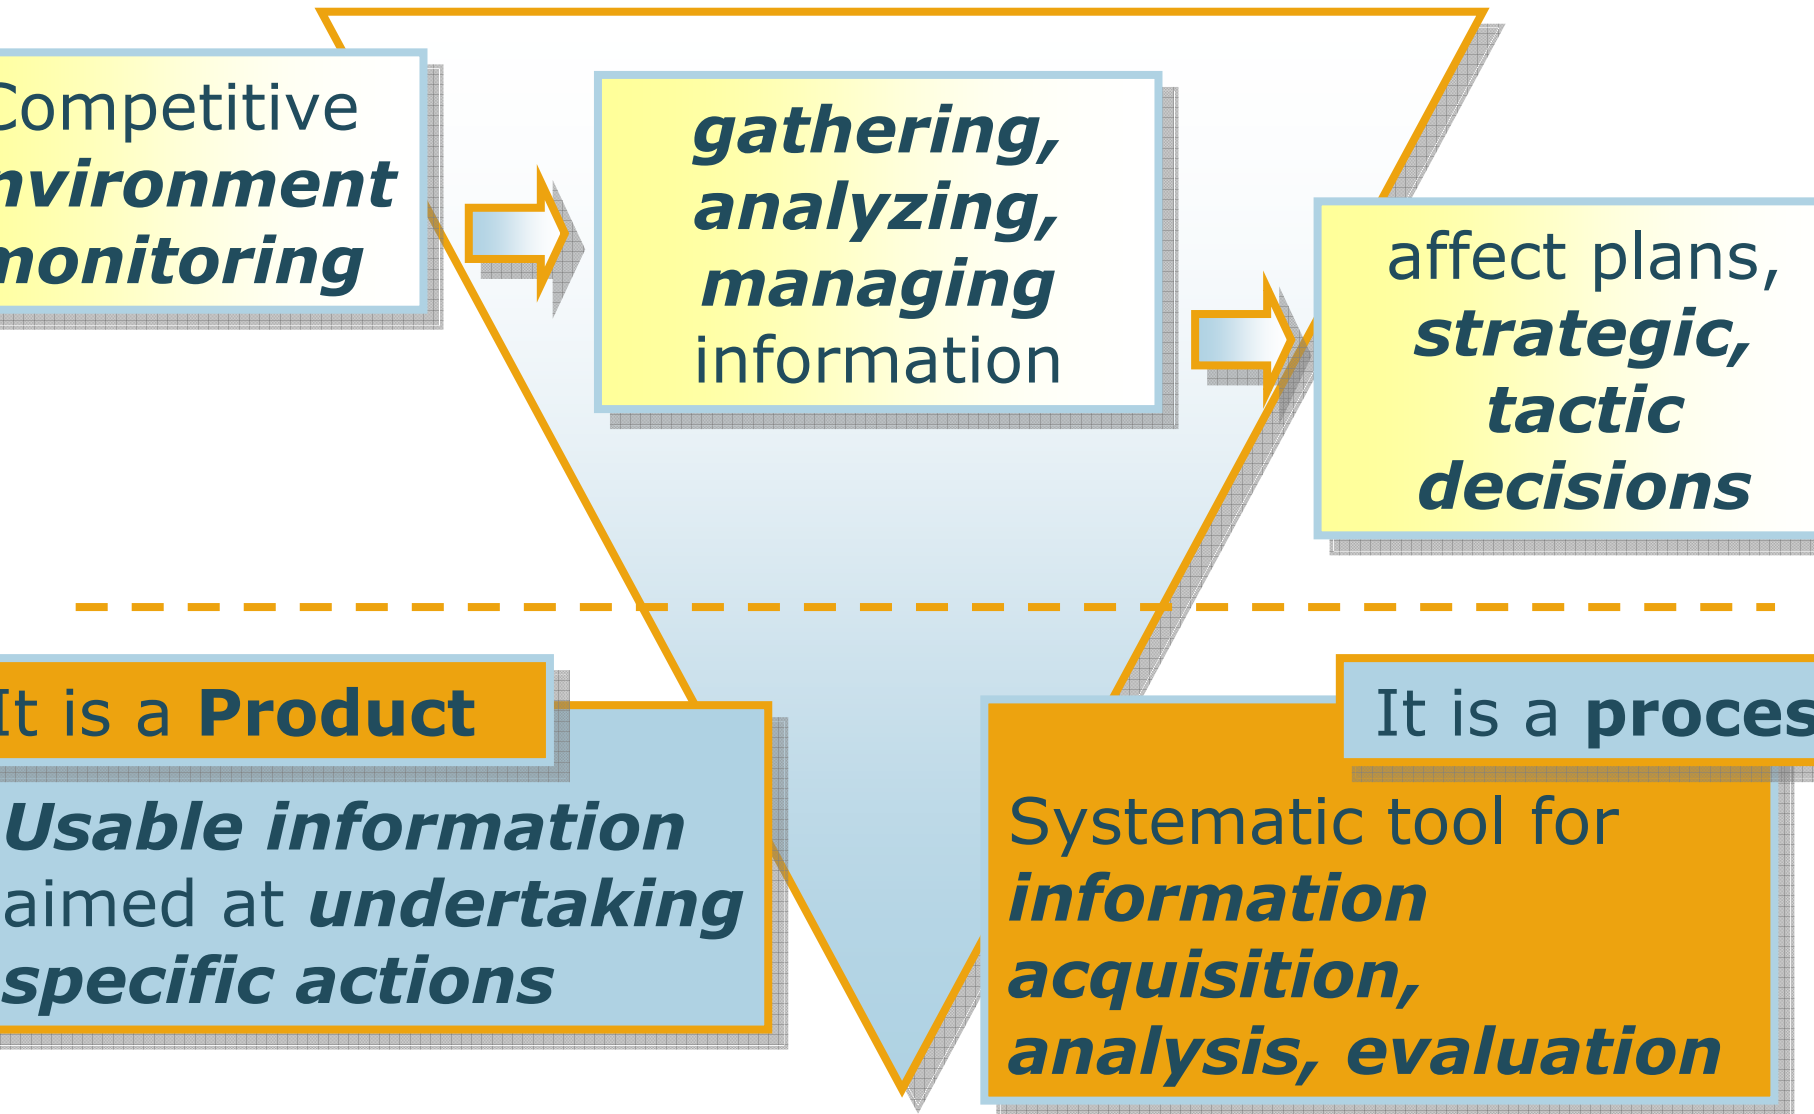 Competitive
nvironment
monitoring
gathering,
analyzing,
managing
information
affect plans,
strategic,
tactic
decisions
It is a Product
Usable information
aimed at undertaking
specific actions
It is a proces
Systematic tool for
information
acquisition,
analysis, evaluation